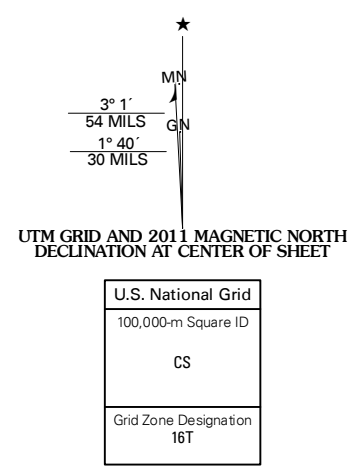 ★
MN
3° 1´
54 MILS
GN
1° 40´
30 MILS
UTM GRID AND 2011 MAGNETIC NORTH
DECLINATION AT CENTER OF SHEET
U.S. National Grid
100,000-m Square ID
CS
Grid Zone Designation
16T